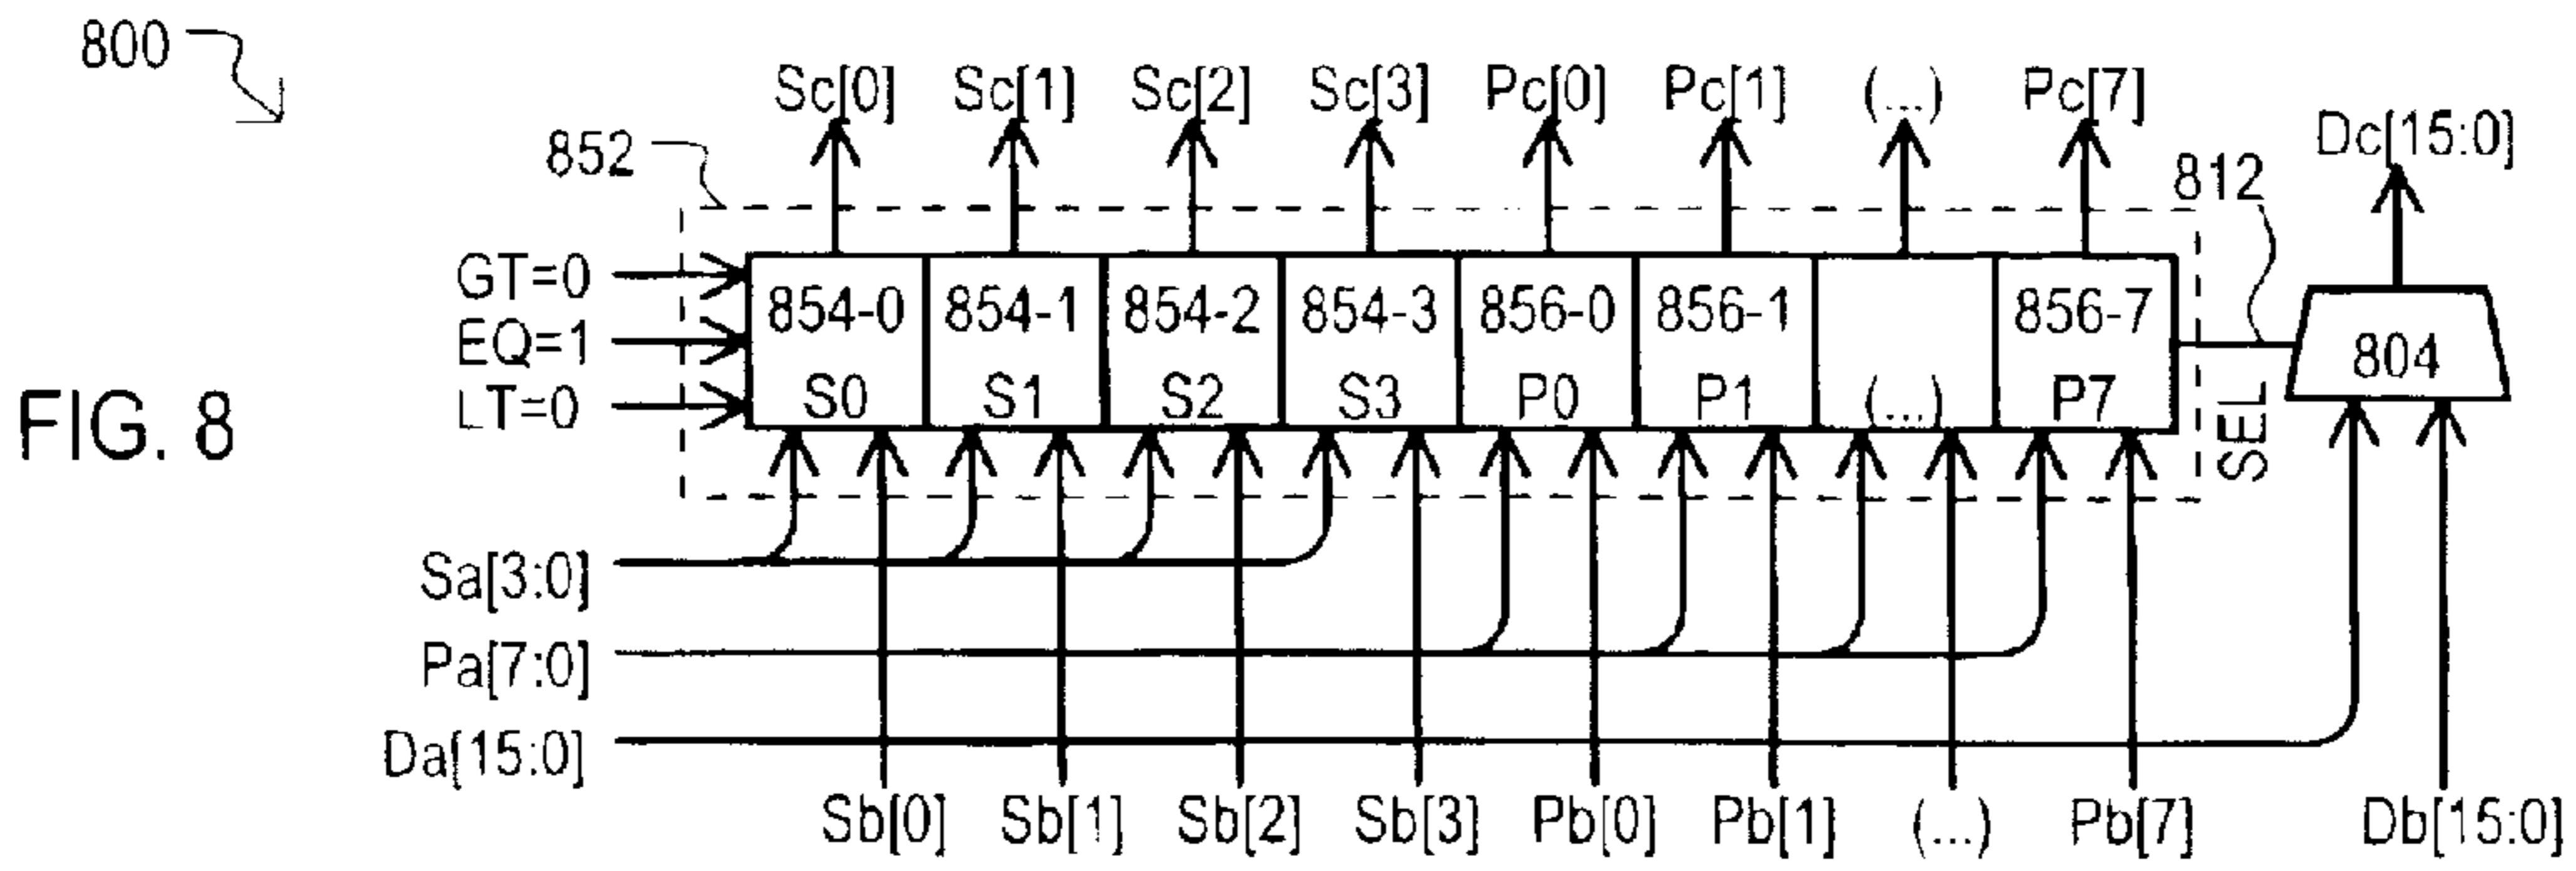 800
Sc[0] Sc[1] Sc[2] Sc[3] Pc[0] Pc[1] (...) Pc[7]
Dc[15:0]
852
812
GT=0
EQ=1
LT=0
854-0 854-1 854-2 854-3 856-0 856-1 856-7
S0 S1 S2 S3 P0 P1 (...) P7
804
SEL
FIG. 8
Sa[3:0]
Pa[7:0]
Da[15:0]
Sb[0] Sb[1] Sb[2] Sb[3] Pb[0] Pb[1] (...) Pb[7] Db[15:0]